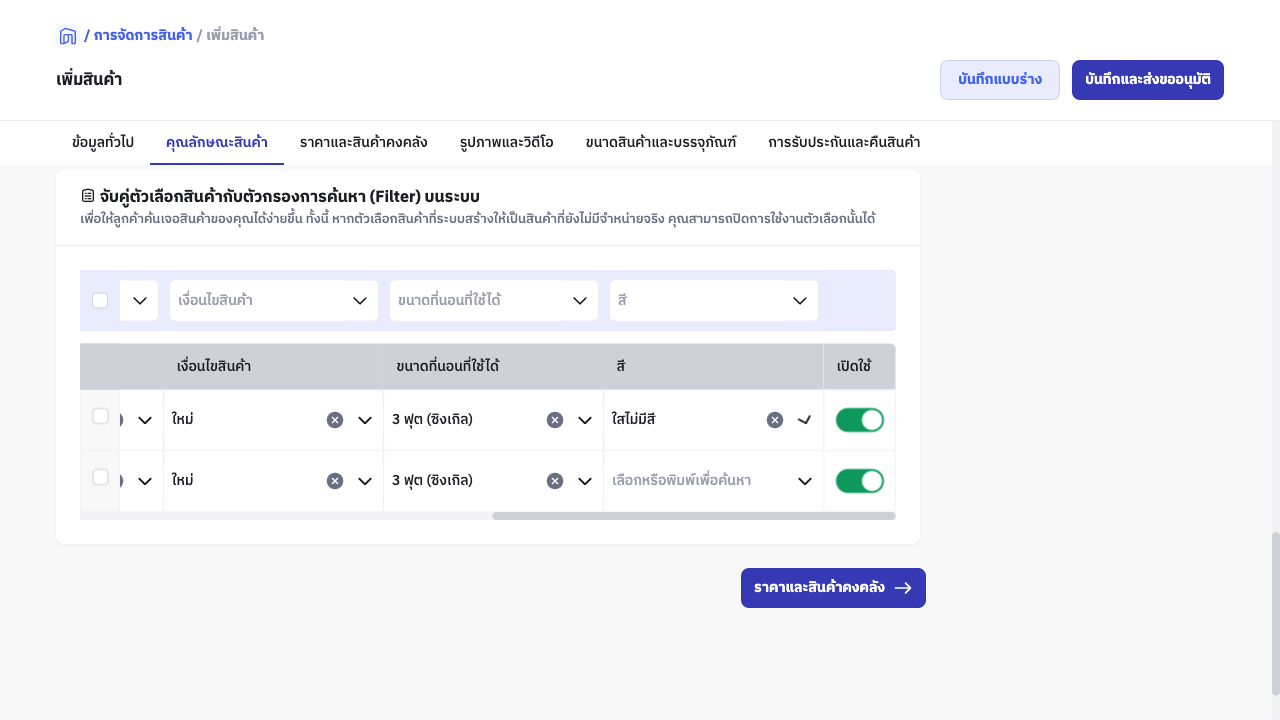 / การจัดการสินค้า / เพิ่มสินค้า
เพิ่มสินค้า
บันทึกแบบร่าง
บันทึกและส่งขออนุมัติ
ข้อมูลทั่วไป คุณลักษณะสินค้า ราคาและสินค้าคงคลัง รูปภาพและวิดีโอ ขนาดสินค้าและบรรจุภัณฑ์ การรับประกันและคืนสินค้า
จับคู่ตัวเลือกสินค้ากับตัวกรองการค้นหา (Filter) บนระบบ
เพื่อให้ลูกค้าค้นเจอสินค้าของคุณได้ง่ายขึ้น ทั้งนี้ หากตัวเลือกสินค้าที่ระบบสร้างให้เป็นสินค้าที่ยังไม่มีจำหน่ายจริง คุณสามารถปิดการใช้งานตัวเลือกนั้นได้
เงื่อนไขสินค้า ขนาดที่นอนที่ใช้ได้ สี
เงื่อนไขสินค้า ขนาดที่นอนที่ใช้ได้ สี เปิดใช้
ใหม่ 3 ฟุต (ซิงเกิล) ใสไม่มีสี
ใหม่ 3 ฟุต (ซิงเกิล) เลือกหรือพิมพ์เพื่อค้นหา
ราคาและสินค้าคงคลัง